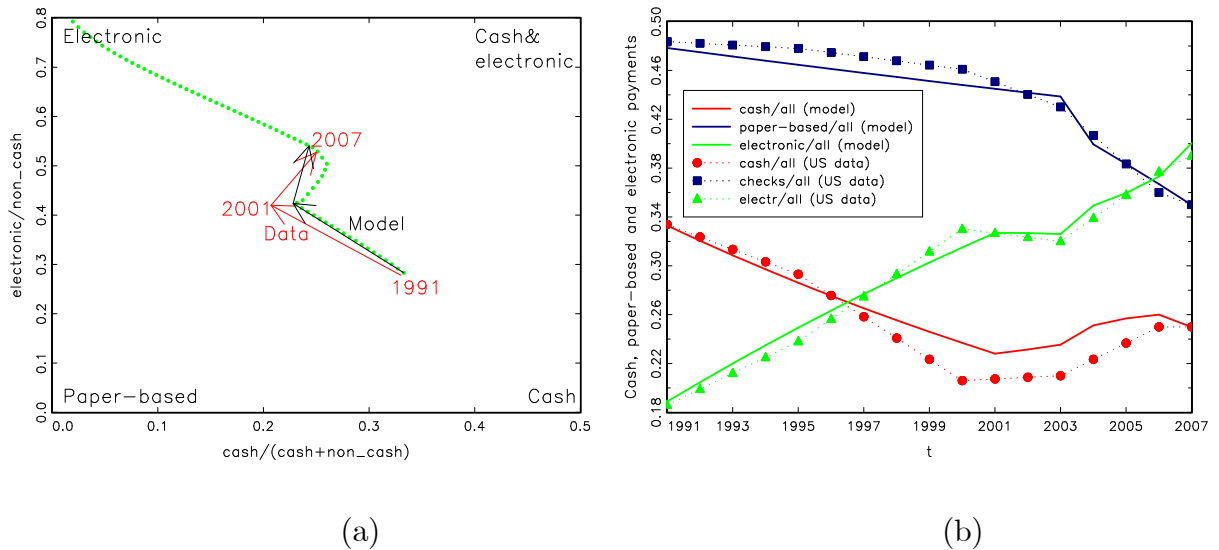 Electronic
Cash&
electronic
2007
2001
Data
Model
1991
Paper-based
Cash
electronic/non_cash
0.0
0.1
0.2
0.3
0.4
0.5
0.6
0.7
0.8
0.0 0.1 0.2 0.3 0.4 0.5
cash/(cash+non_cash)
(a)
Cash, paper-based and electronic payments
0.18
0.22
0.26
0.30
0.34
0.38
0.42
0.46
0.50
cash/all (model)
paper-based/all (model)
electronic/all (model)
cash/all (US data)
checks/all (US data)
electr/all (US data)
1991 1993 1995 1997 1999 2001 2003 2005 2007
t
(b)